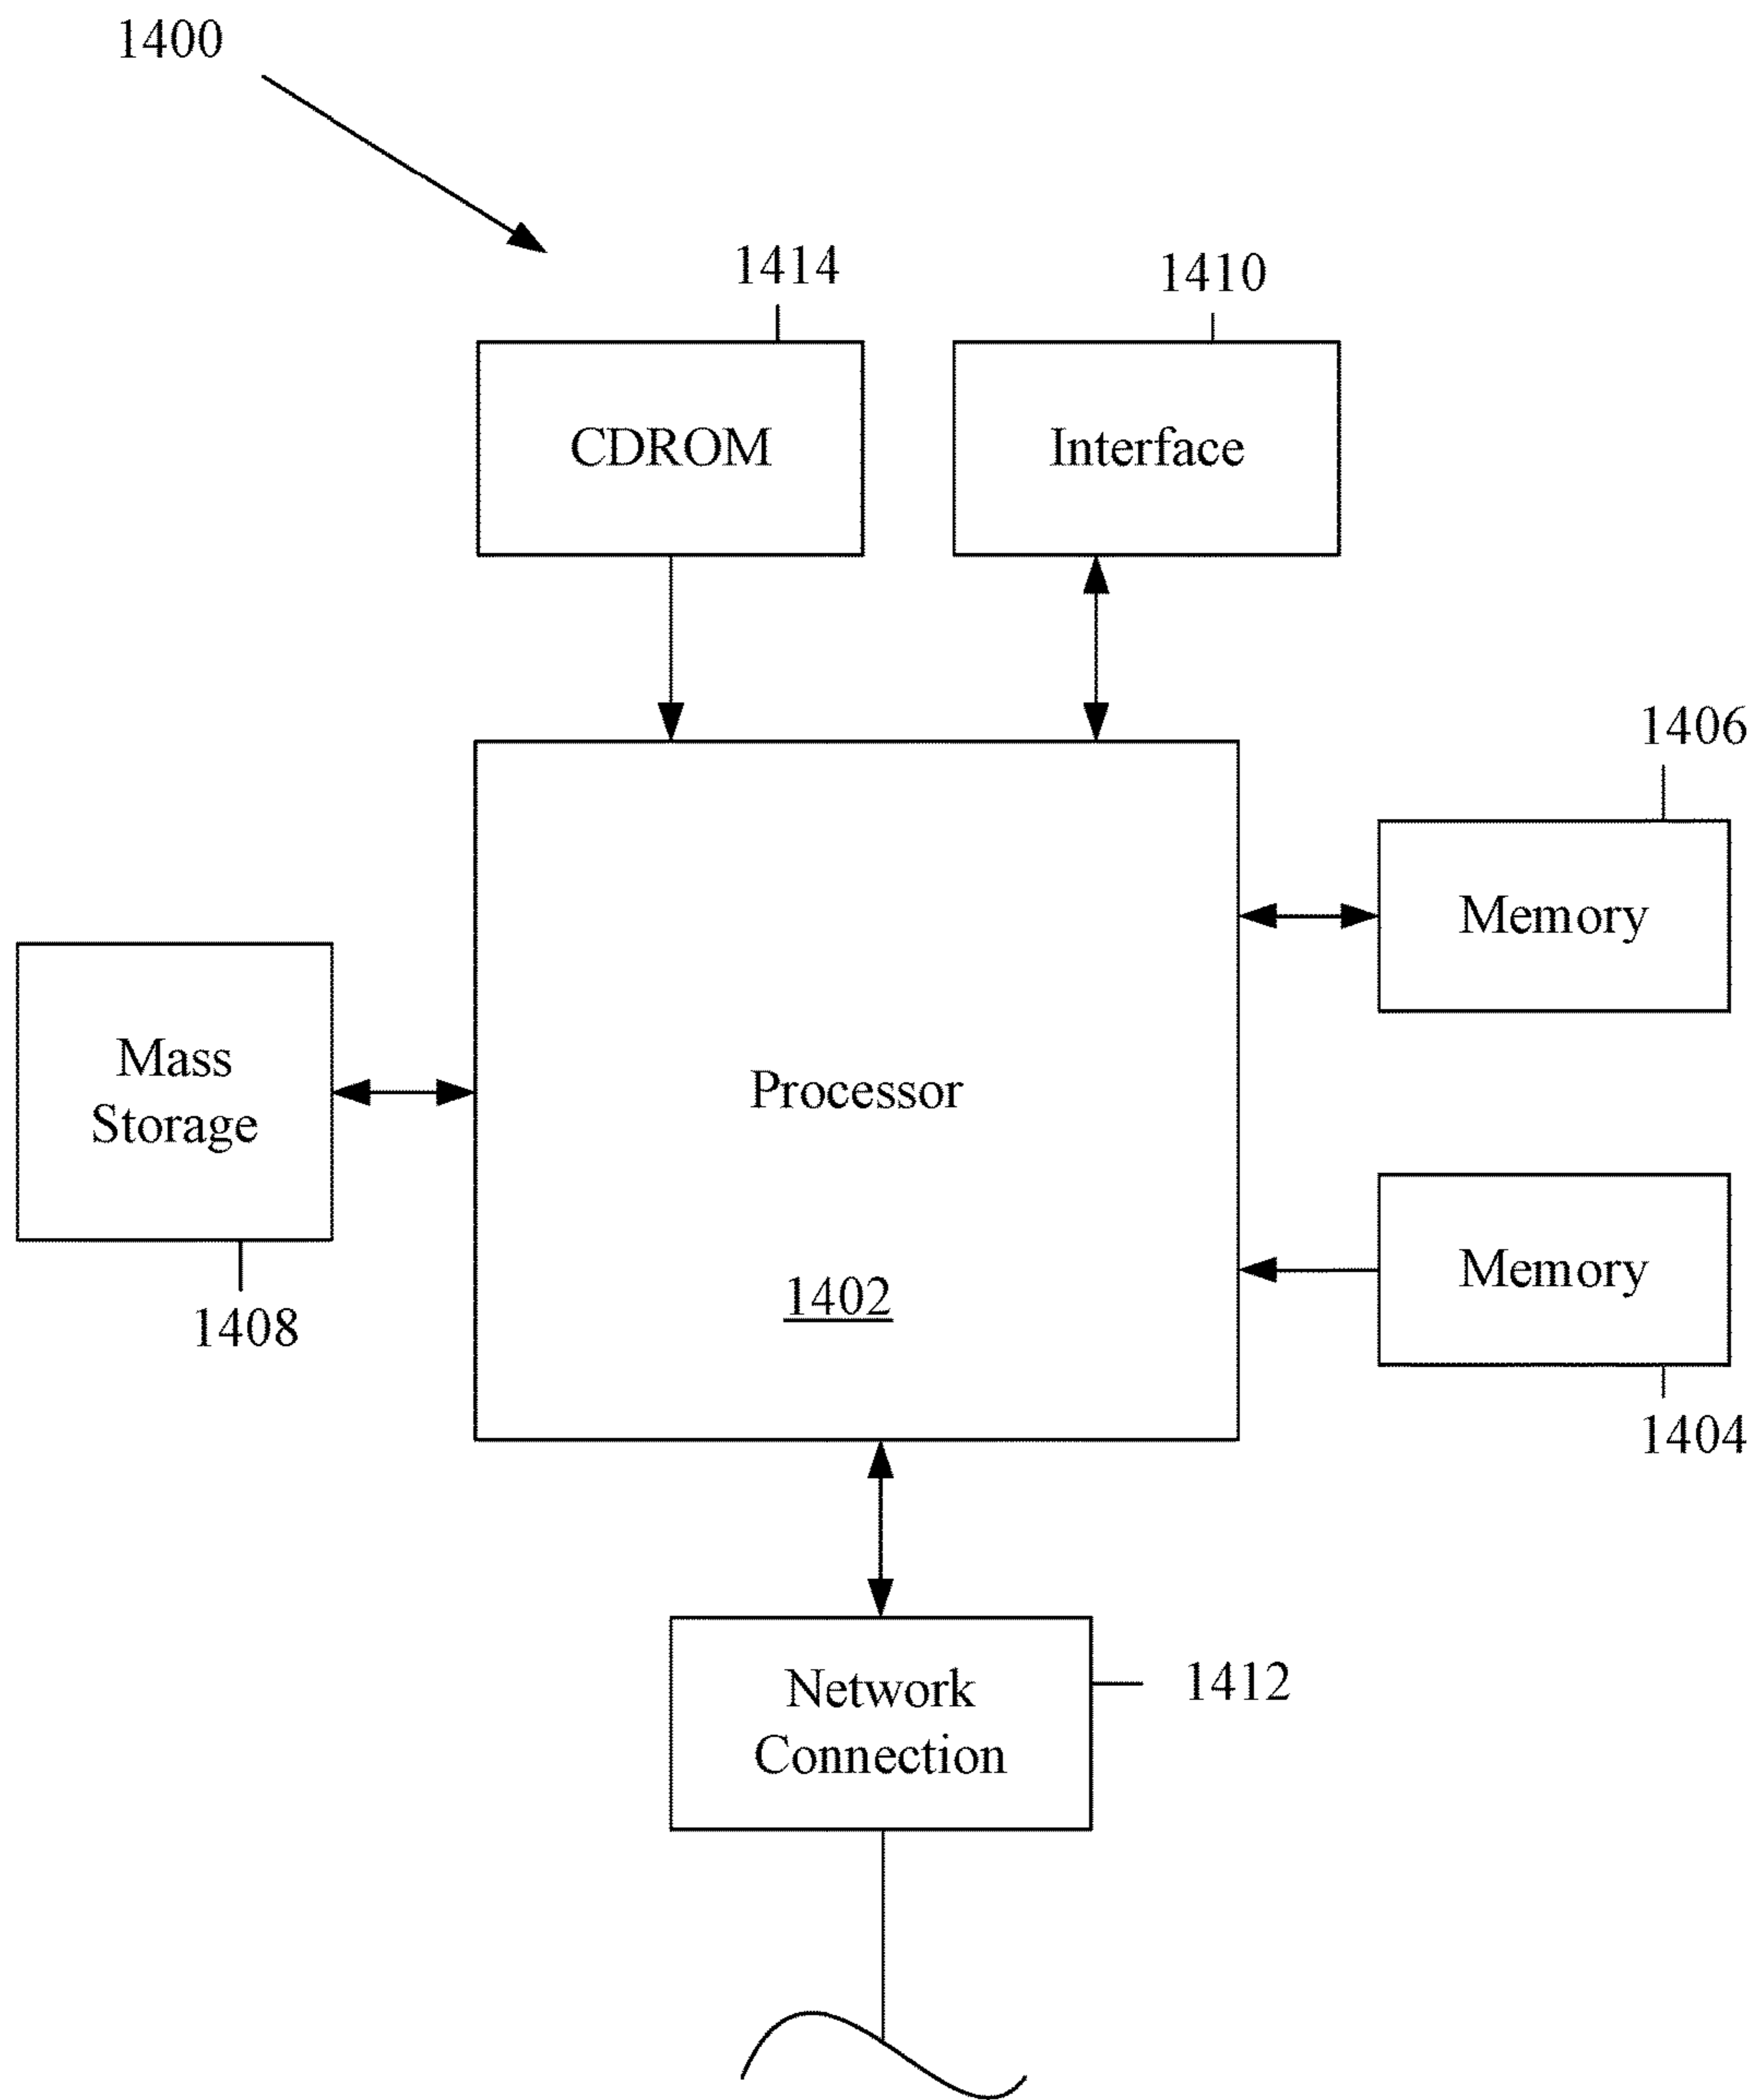 1400
1414
1410
CDROM
Interface
1406
Memory
Mass
Storage
Processor
Memory
1402
1408
1404
Network
Connection
1412